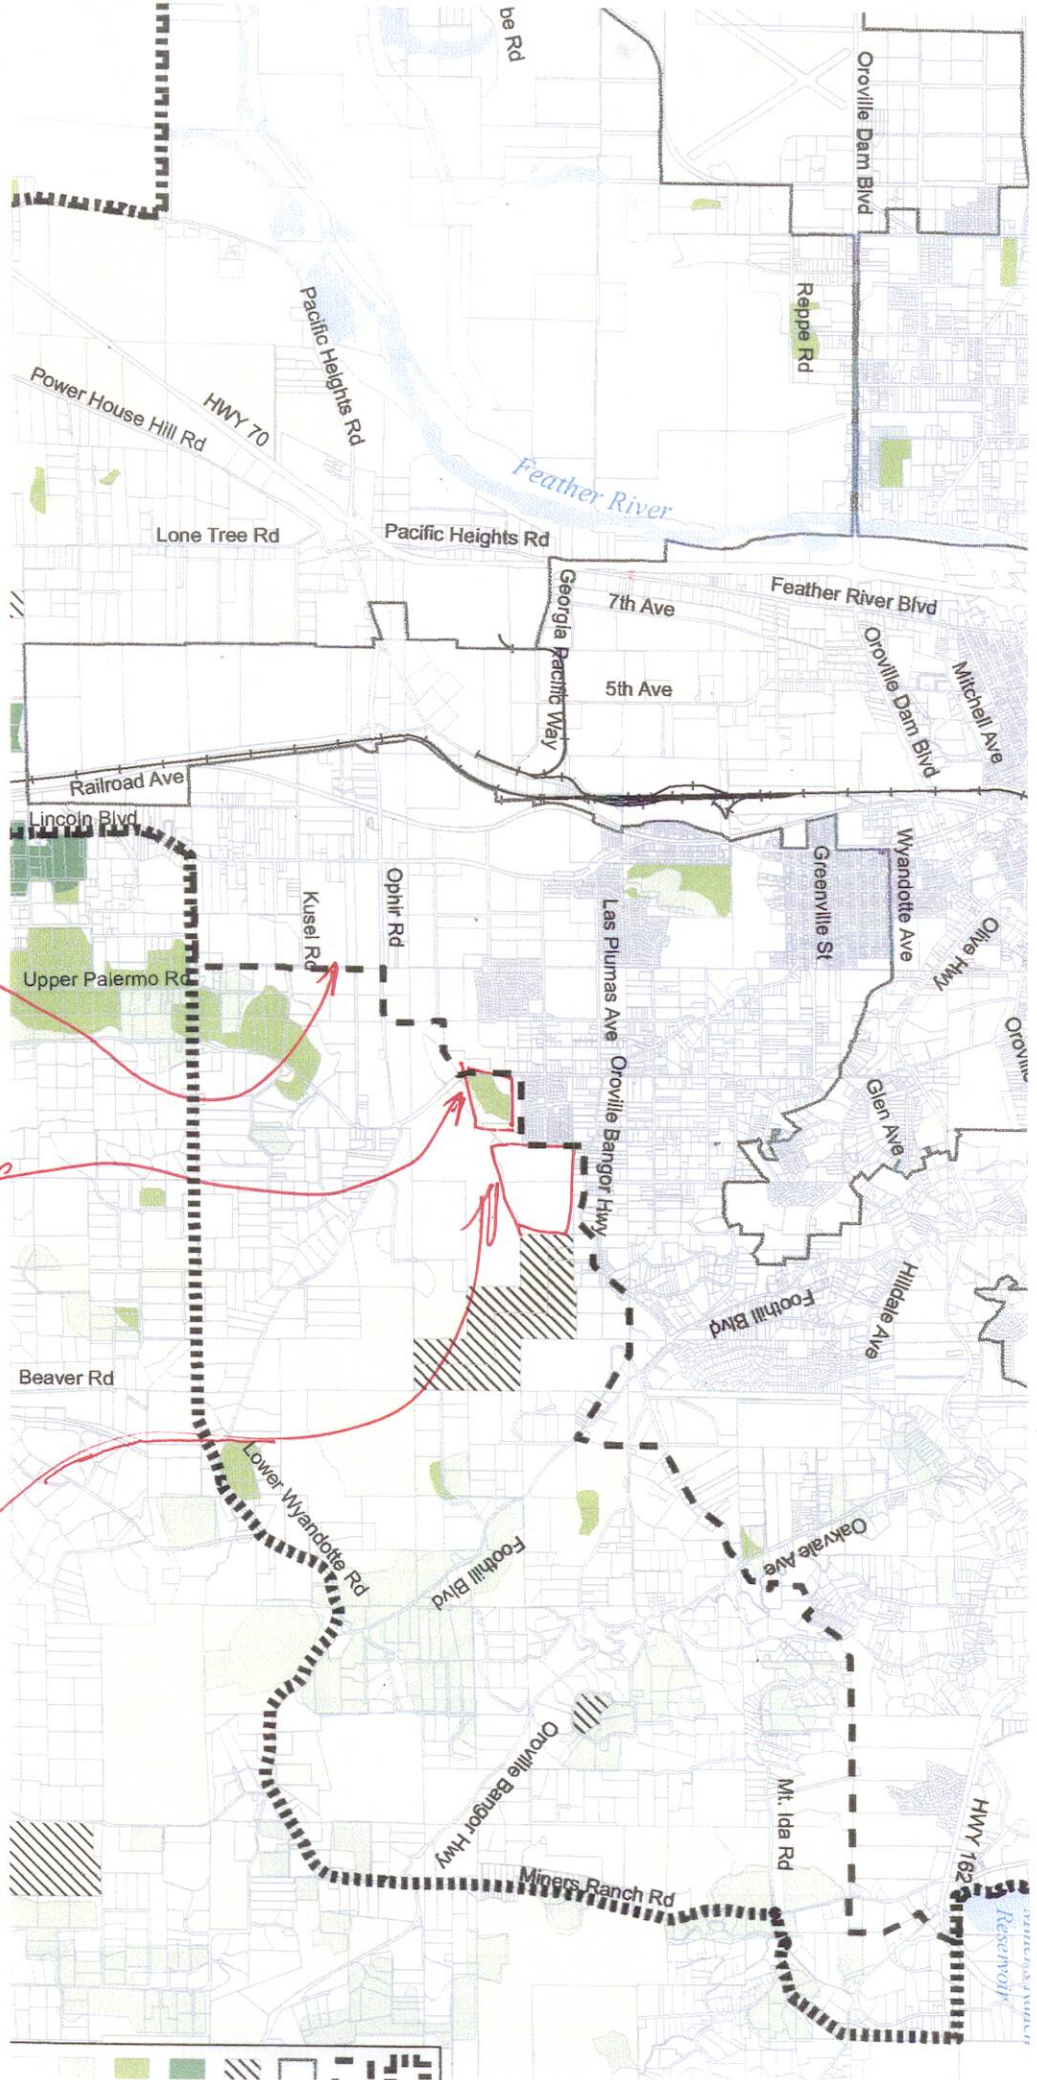 be Rd
Oroville Dam Blvd
Reppe Rd
Pacific Heights Rd
Power House Hill Rd
HWY 70
Feather River
Lone Tree Rd
Pacific Heights Rd
Georgia Pacific Way
7th Ave
Feather River Blvd
5th Ave
Oroville Dam Blvd
Mitchell Ave
Railroad Ave
Lincoln Blvd
Wyandotte Ave
Greenville St
Ophir Rd
Kusel Rd
Las Plumas Ave
Olive Hwy
Upper Palermo Rd
Oroville Bangor Hwy
Glen Ave
Hilldale Ave
Foothill Blvd
Beaver Rd
Lower Wyandotte Rd
Foothill Blvd
Oakvale Ave
Oroville Bangor Hwy
Mt. Ida Rd
HWY 162
Miners Ranch Rd
Reservoir